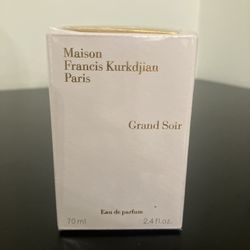 Maison
Francis Kurkdjian
Paris
Grand Soir
Eau de parfum
70 ml 2.4 fl.oz.